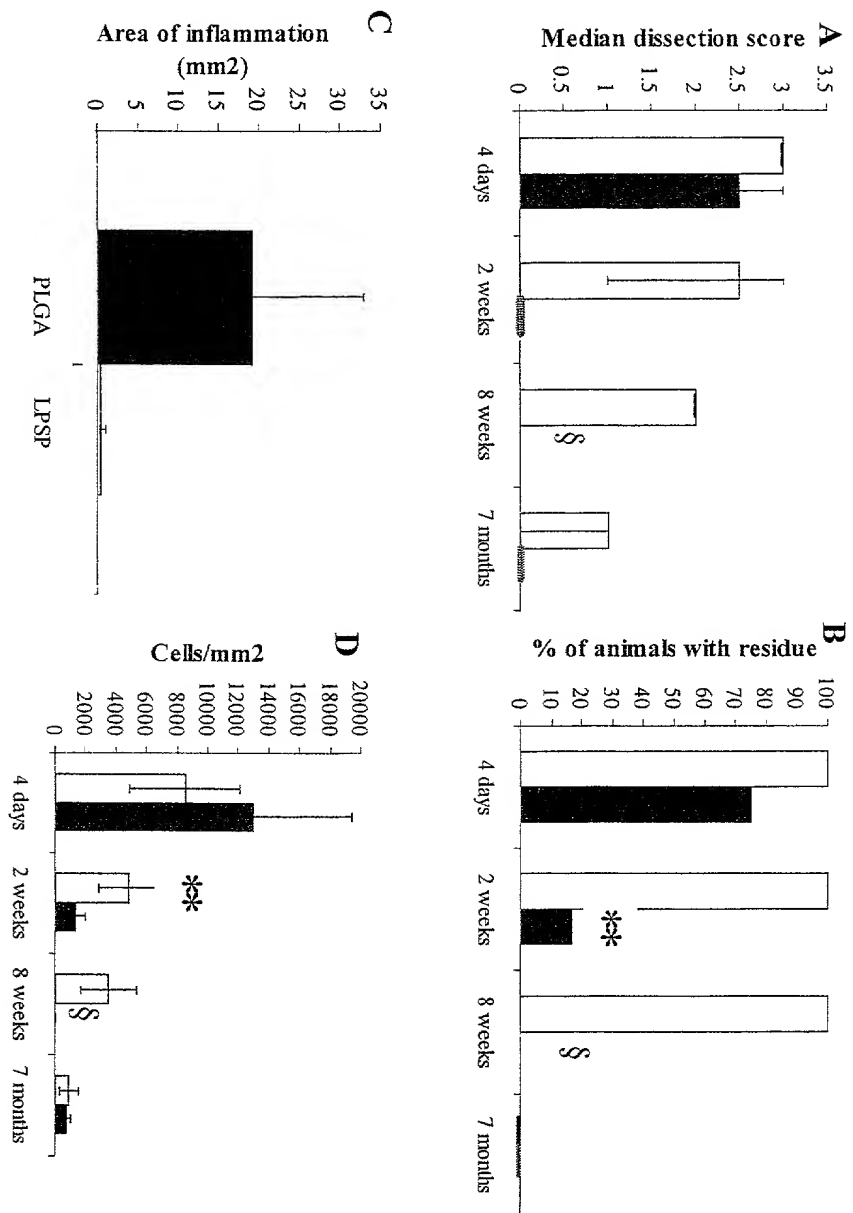 A
Median dissection score
3.5
3
2.5
2
1.5
1
0.5
0
4 days
2 weeks
8 weeks
7 months
§
B
% of animals with residue
100
90
80
70
60
50
40
30
20
10
0
4 days
2 weeks
8 weeks
7 months
**
§
C
Area of inflammation
(mm2)
35
30
25
20
15
10
5
0
PLGA
LPSP
D
Cells/mm2
20000
18000
16000
14000
12000
10000
8000
6000
4000
2000
0
4 days
2 weeks
8 weeks
7 months
**
§